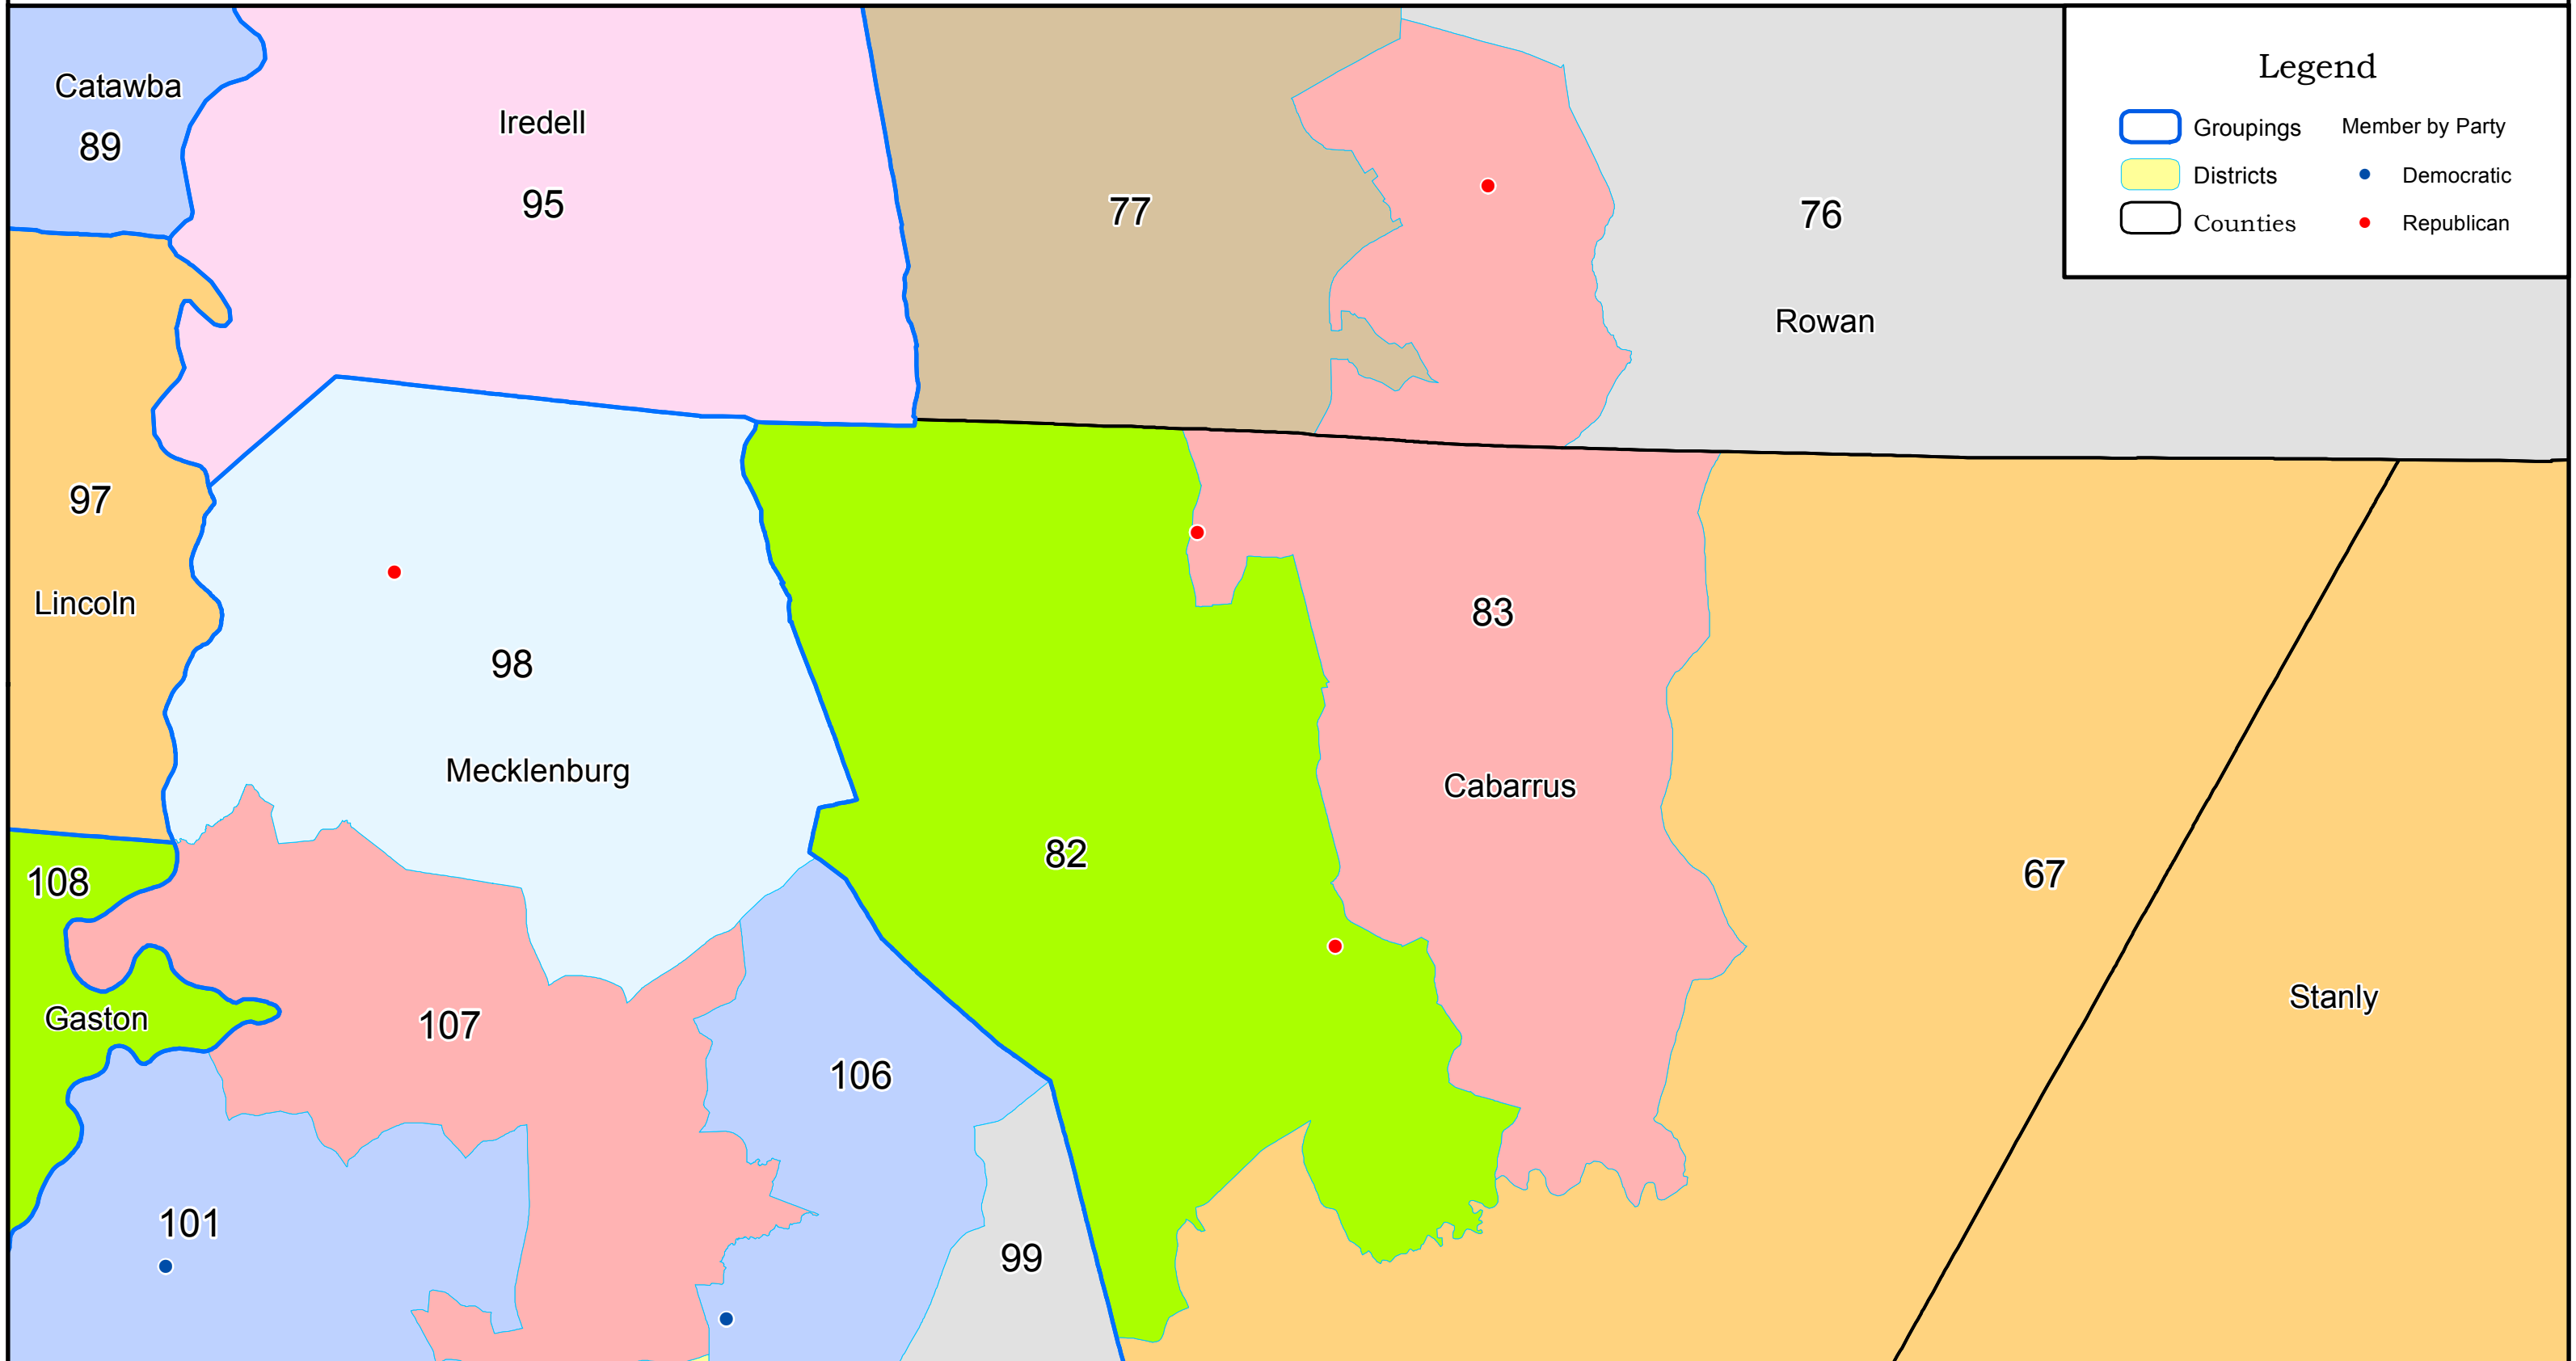 Catawba
89
Iredell
95
77
76
Rowan
Legend
Groupings
Member by Party
Districts
Democratic
Counties
Republican
97
Lincoln
98
Mecklenburg
83
Cabarrus
82
67
108
Gaston
107
Stanly
106
101
99